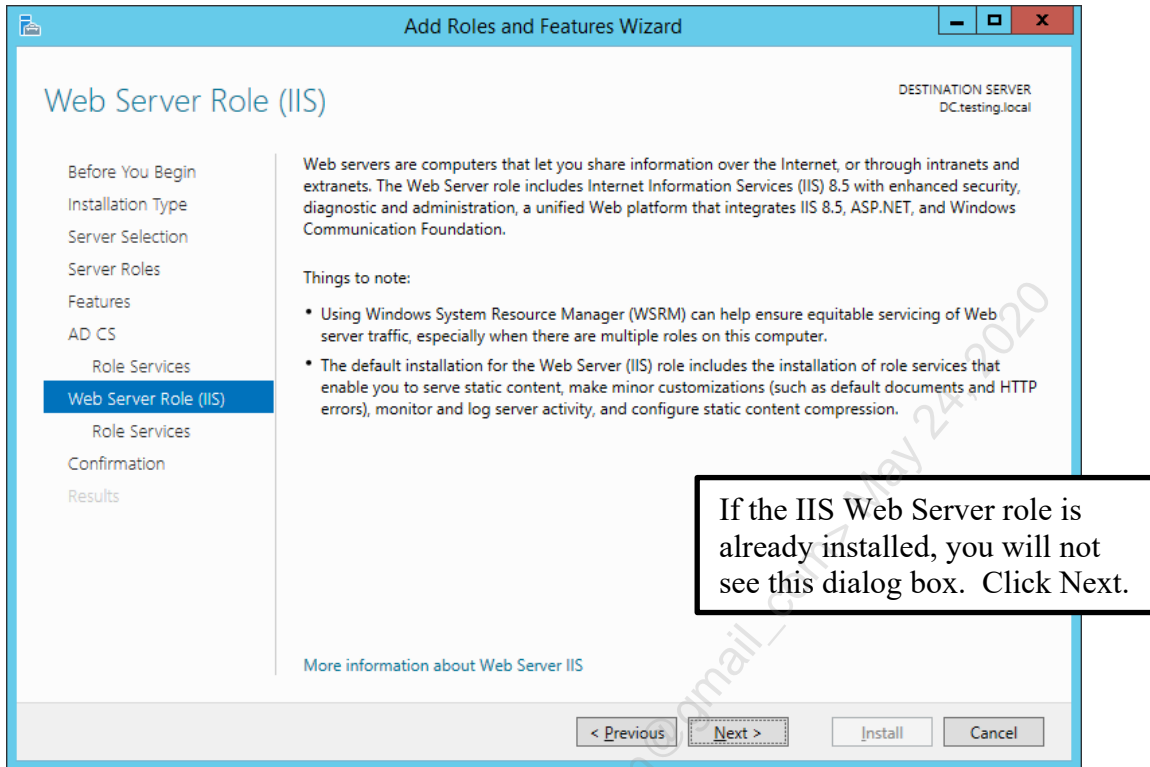 Add Roles and Features Wizard
Web Server Role (IIS)
DESTINATION SERVER
DC.testing.local
Before You Begin
Installation Type
Server Selection
Server Roles
Features
AD CS
Role Services
Web Server Role (IIS)
Role Services
Confirmation
Results
Web servers are computers that let you share information over the Internet, or through intranets and
extranets. The Web Server role includes Internet Information Services (IIS) 8.5 with enhanced security,
diagnostic and administration, a unified Web platform that integrates IIS 8.5, ASP.NET, and Windows
Communication Foundation.
Things to note:
• Using Windows System Resource Manager (WSRM) can help ensure equitable servicing of Web
server traffic, especially when there are multiple roles on this computer.
• The default installation for the Web Server (IIS) role includes the installation of role services that
enable you to serve static content, make minor customizations (such as default documents and HTTP
errors), monitor and log server activity, and configure static content compression.
If the IIS Web Server role is
already installed, you will not
see this dialog box. Click Next.
More information about Web Server IIS
< Previous
Next >
Install
Cancel
@gmail_com> May 24, 2020